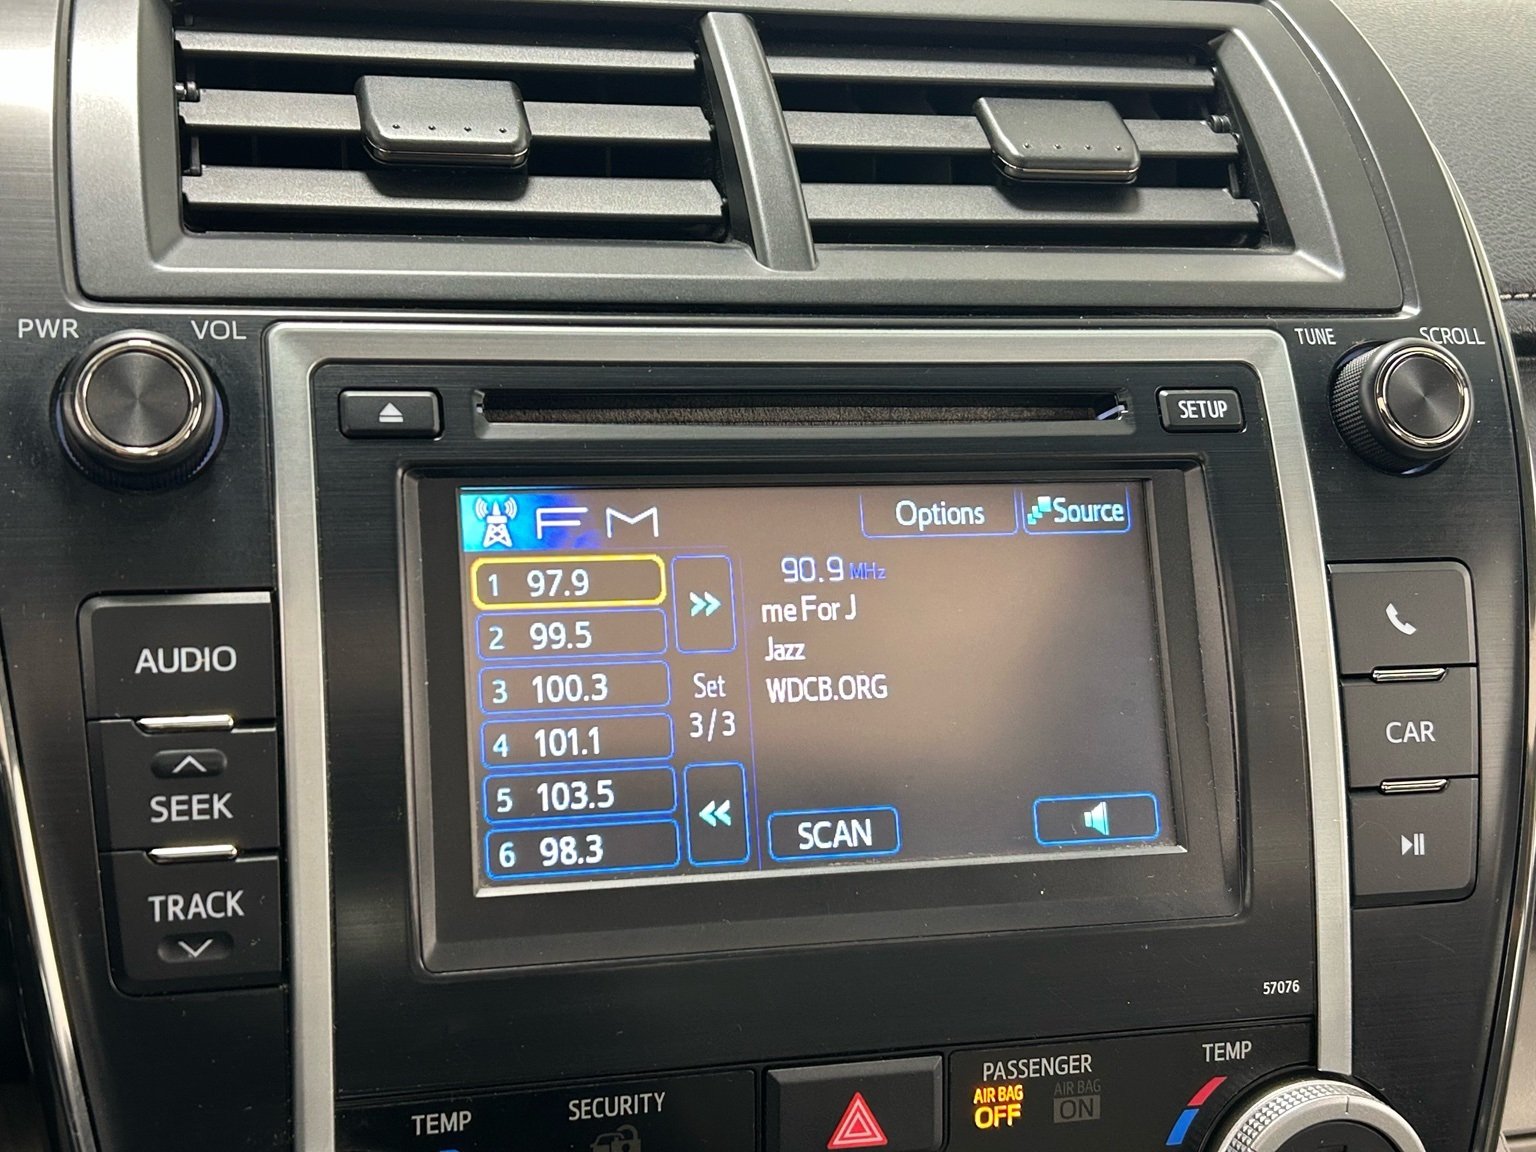 PWR VOL
TUNE SCROLL
SETUP
FM Options Source
1 97.9
2 99.5
3 100.3
4 101.1
5 103.5
6 98.3
Set
3/3
90.9 MHz
me For J
Jazz
WDCB.ORG
SCAN
AUDIO
SEEK
TRACK
CAR
57076
TEMP
SECURITY
PASSENGER
AIR BAG
OFF
AIR BAG
ON
TEMP